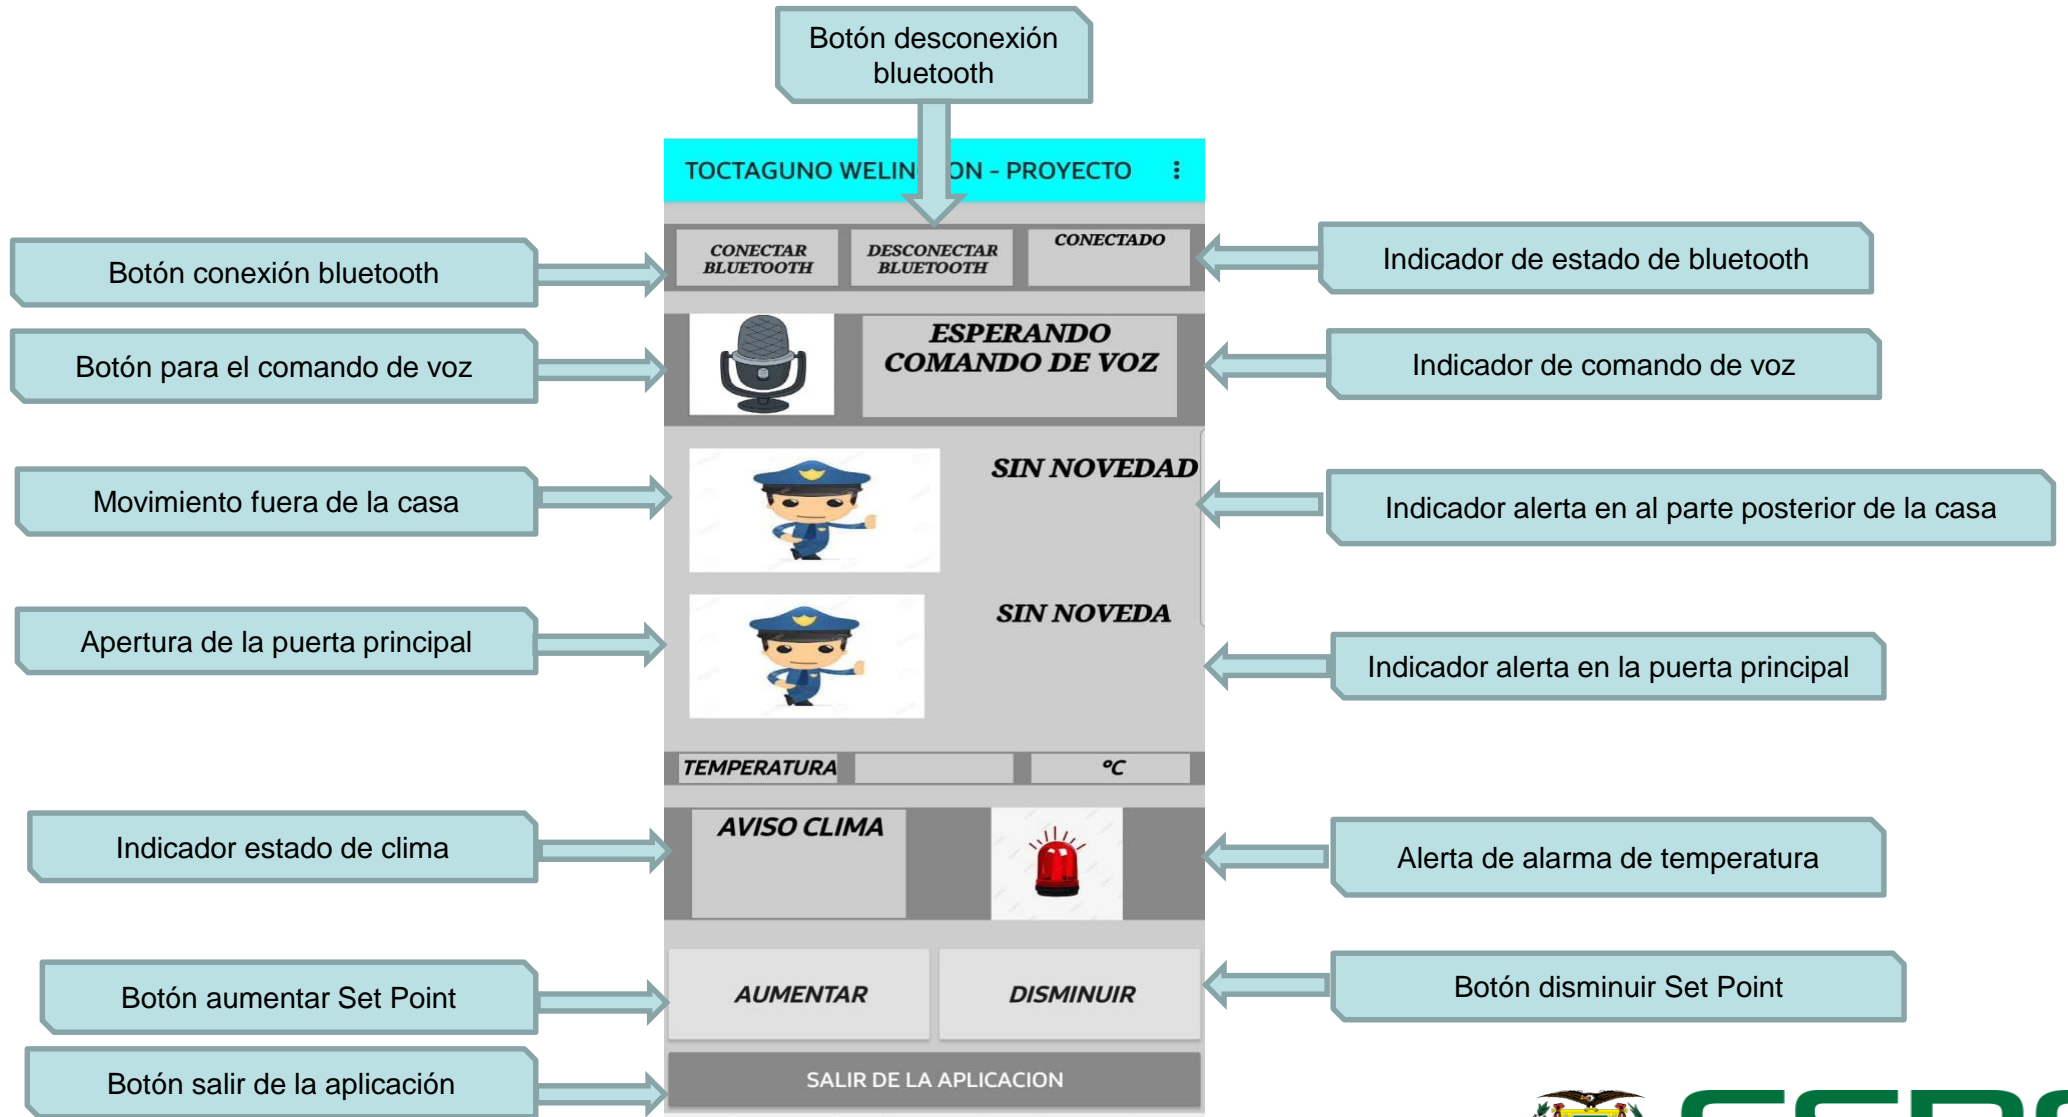 Botón desconexión
bluetooth
TOCTAGUNO WELIN ON - PROYECTO
Botón conexión bluetooth
CONECTAR
BLUETOOTH
DESCONECTAR
BLUETOOTH
CONECTADO
Indicador de estado de bluetooth
Botón para el comando de voz
ESPERANDO
COMANDO DE VOZ
Indicador de comando de voz
Movimiento fuera de la casa
SIN NOVEDAD
Indicador alerta en al parte posterior de la casa
Apertura de la puerta principal
SIN NOVEDA
Indicador alerta en la puerta principal
TEMPERATURA
°C
Indicador estado de clima
AVISO CLIMA
Alerta de alarma de temperatura
Botón aumentar Set Point
AUMENTAR
DISMINUIR
Botón disminuir Set Point
Botón salir de la aplicación
SALIR DE LA APLICACION